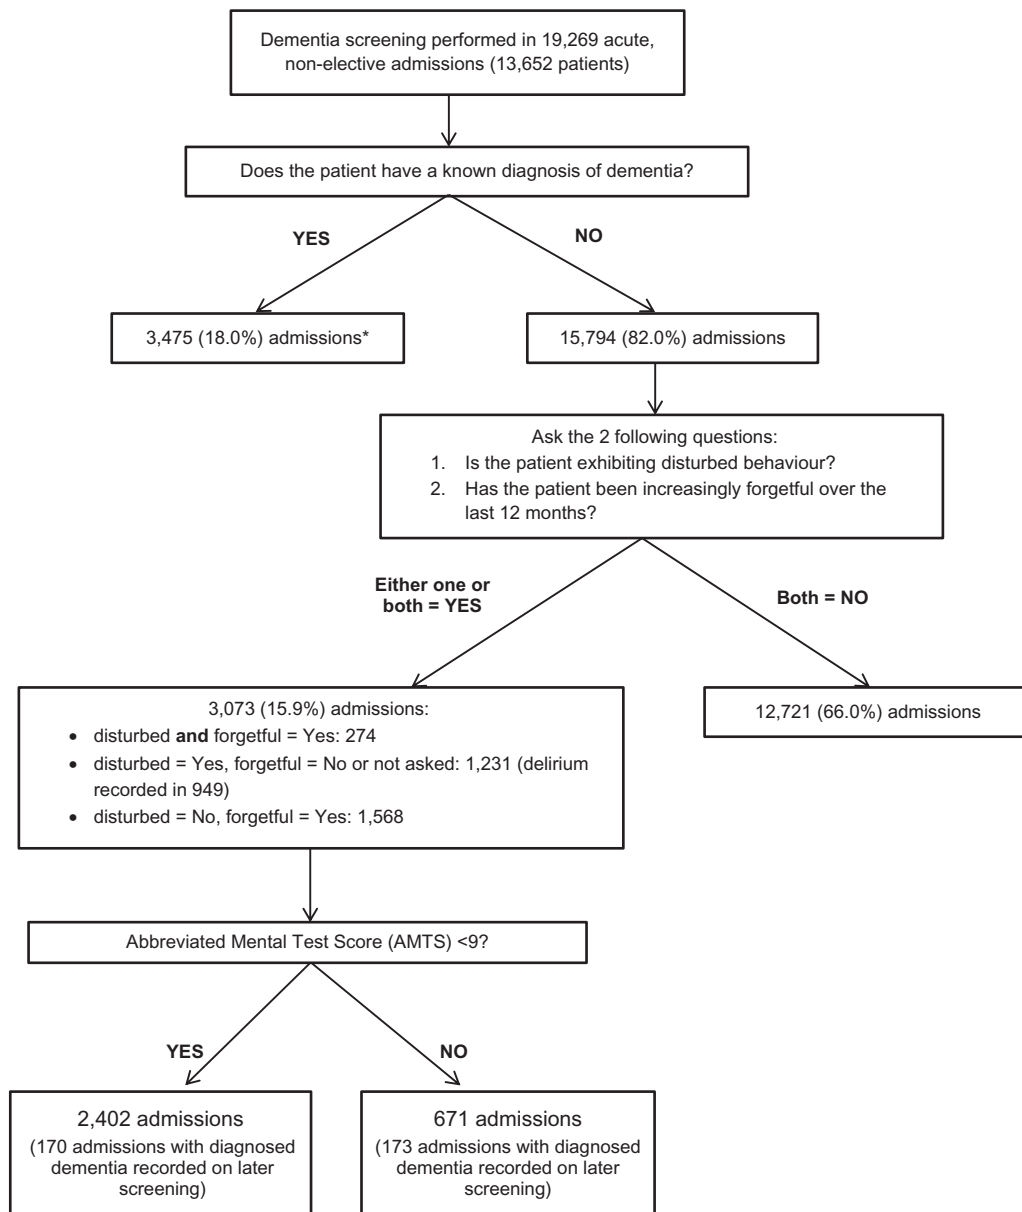 Dementia screening performed in 19,269 acute,
non-elective admissions (13,652 patients)
Does the patient have a known diagnosis of dementia?
YES
NO
3,475 (18.0%) admissions*
15,794 (82.0%) admissions
Ask the 2 following questions:
1. Is the patient exhibiting disturbed behaviour?
2. Has the patient been increasingly forgetful over the
last 12 months?
Either one or
both = YES
Both = NO
3,073 (15.9%) admissions:
• disturbed and forgetful = Yes: 274
• disturbed = Yes, forgetful = No or not asked: 1,231 (delirium
recorded in 949)
• disturbed = No, forgetful = Yes: 1,568
12,721 (66.0%) admissions
Abbreviated Mental Test Score (AMTS) <9?
YES
NO
2,402 admissions
(170 admissions with diagnosed
dementia recorded on later
screening)
671 admissions
(173 admissions with diagnosed
dementia recorded on later
screening)